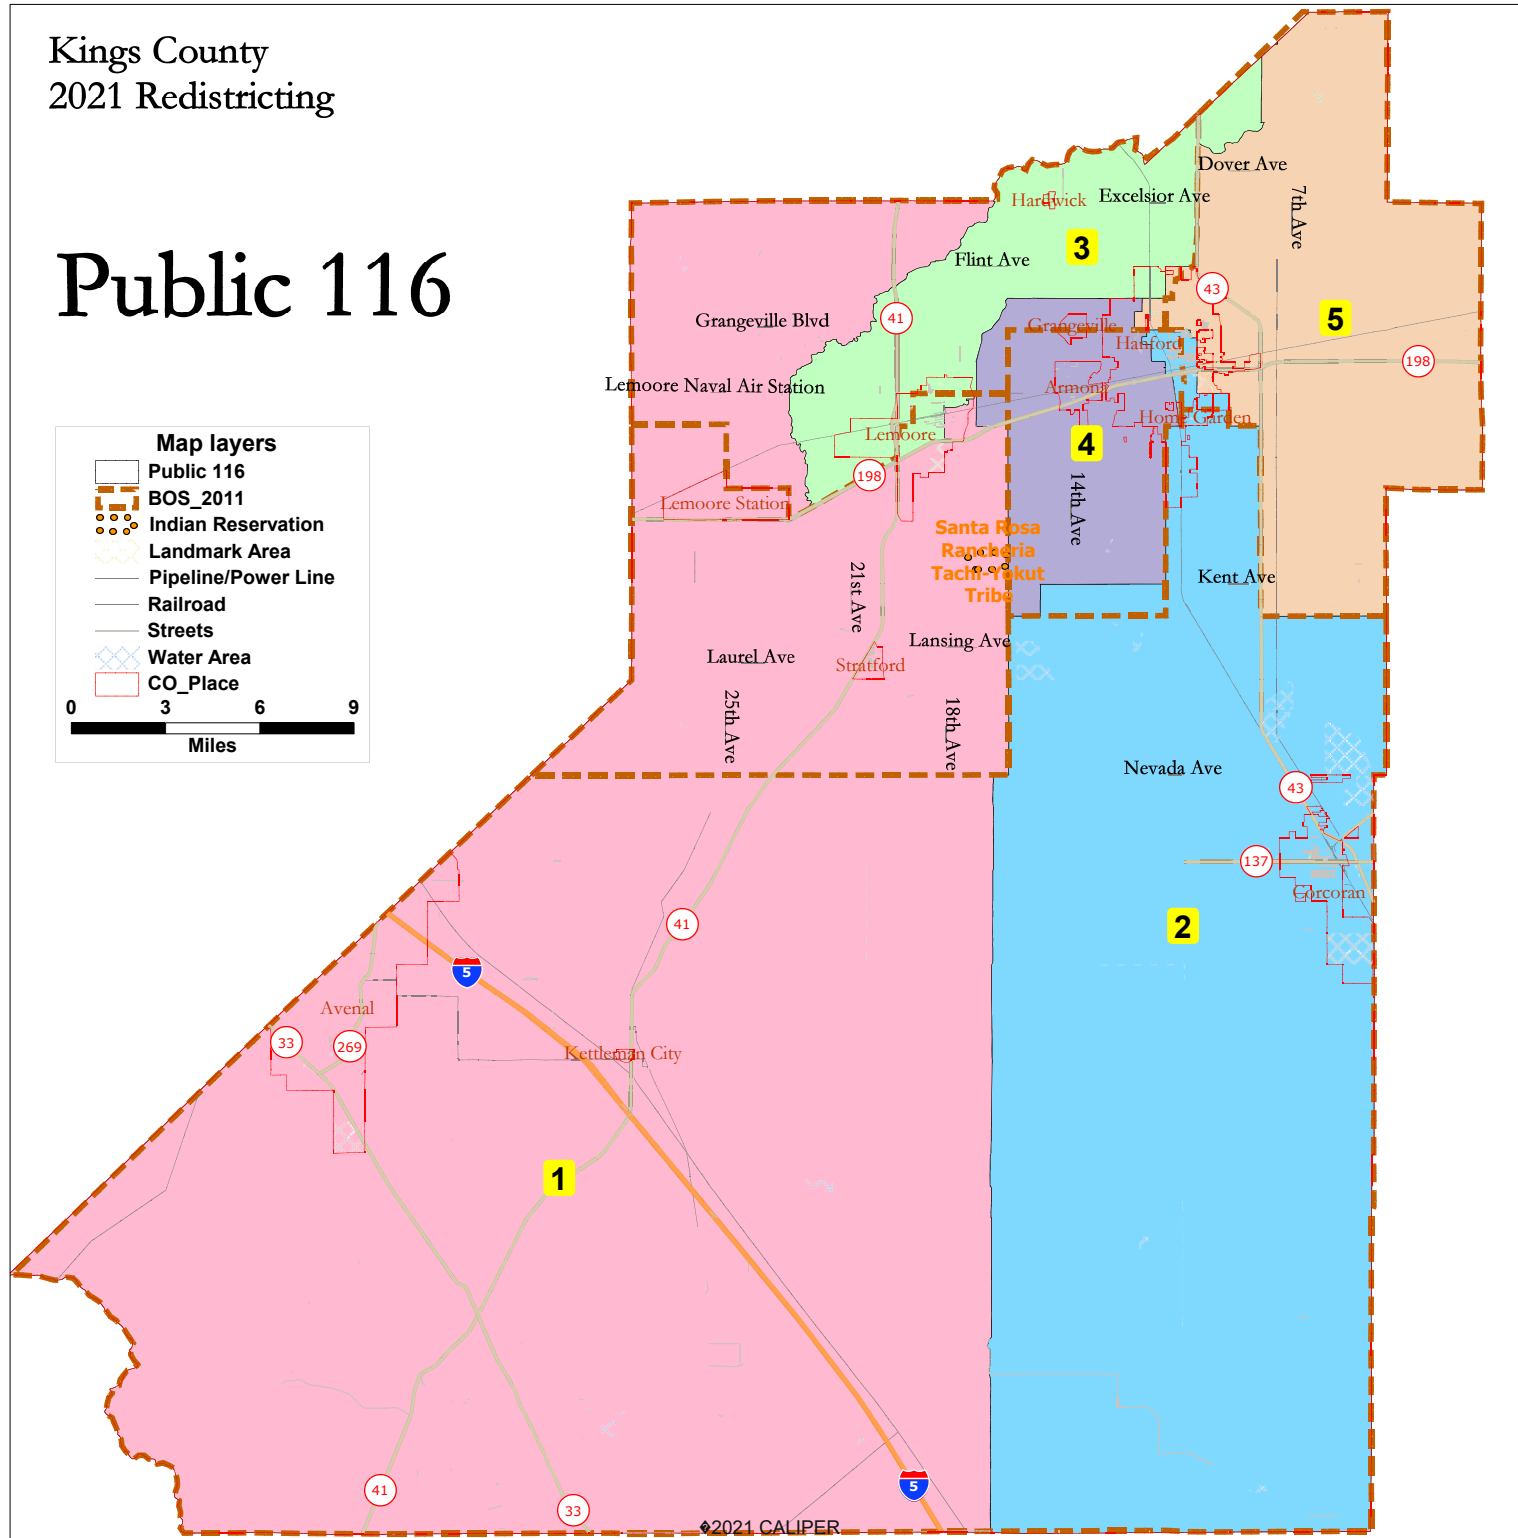 Kings County
2021 Redistricting
Public 116
Map layers
Public 116
BOS_2011
Indian Reservation
Landmark Area
Pipeline/Power Line
Railroad
Streets
Water Area
CO_Place
0 3 6 9
Miles
Dover Ave
Hardwick
Excelsior Ave
7th Ave
3
Flint Ave
43
41
Grangeville Blvd
Grangeville
5
Hanford
198
Lemoore Naval Air Station
Armona
Home Garden
Lemoore
4
198
Lemoore Station
14th Ave
Santa Rosa
Rancheria
Tachi-Yokut
Tribe
21st Ave
Kent Ave
Lansing Ave
Laurel Ave
Stratford
25th Ave
18th Ave
Nevada Ave
43
137
Corcoran
41
2
5
Avenal
33
269
Kettleman City
1
41
33
5
�2021 CALIPER